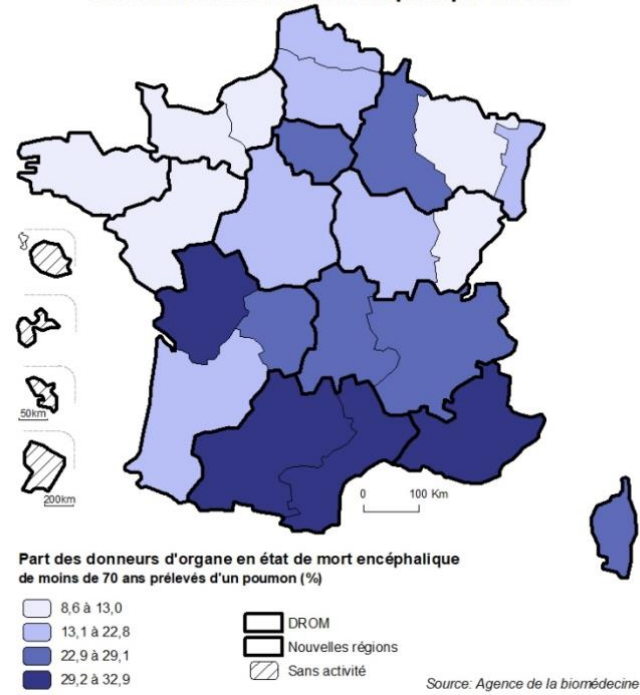 50km
200km
0 100 Km
Part des donneurs d'organe en état de mort encéphalique
de moins de 70 ans prélevés d'un poumon (%)
8,6 à 13,0
13,1 à 22,8
22,9 à 29,1
29,2 à 32,9
DROM
Nouvelles régions
Sans activité
Source: Agence de la biomédecine